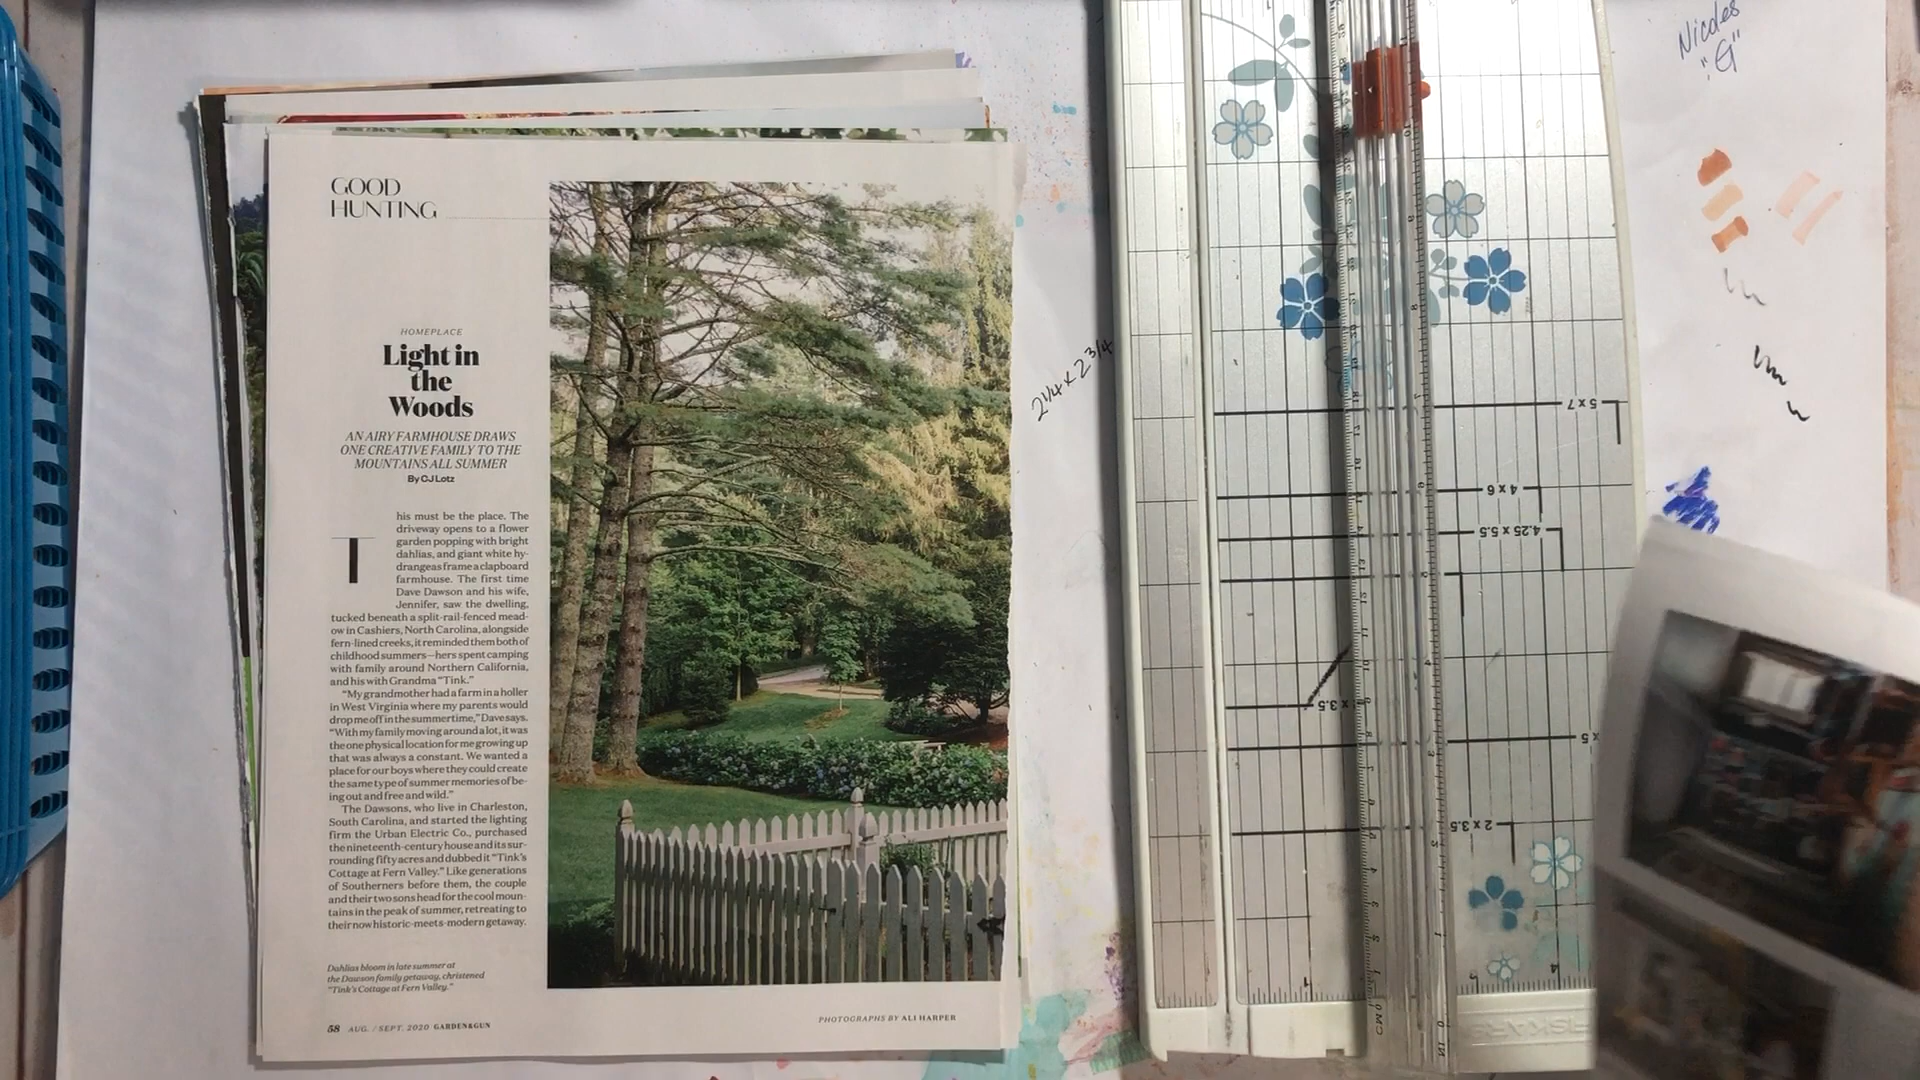 GOOD
HUNTING
HOMEPLACE
Light in
the
Woods
AN AIRY FARMHOUSE DRAWS
ONE CREATIVE FAMILY TO THE
MOUNTAINS ALL SUMMER
By CJ Lotz
This must be the place. The
driveway opens to a flower
garden popping with bright
dahlias, and giant white hy-
drangeas frame a clapboard
farmhouse. The first time
Dave Dawson and his wife,
Jennifer, saw the dwelling,
tucked beneath a split-rail-fenced mead-
ow in Cashiers, North Carolina, alongside
fern-lined creeks, it reminded them both of
childhood summers—hers spent camping
with family around Northern California,
and his with Grandma “Tink.”
“My grandmother had a farm in a holler
in West Virginia where my parents would
drop me off in the summertime,” Dave says.
“With my family moving around a lot, it was
the one physical location for me growing up
that was always a constant. We wanted a
place for our boys where they could create
the same type of summer memories of be-
ing out and free and wild.”
The Dawsons, who live in Charleston,
South Carolina, and started the lighting
firm the Urban Electric Co., purchased
the nineteenth-century house and its sur-
rounding fifty acres and dubbed it “Tink’s
Cottage at Fern Valley.” Like generations
of Southerners before them, the couple
and their two sons head for the cool moun-
tains in the peak of summer, retreating to
their now historic-meets-modern getaway.
Dahlias bloom in late summer at
the Dawson family getaway, christened
“Tink’s Cottage at Fern Valley.”
58 AUG. / SEPT. 2020 GARDEN&GUN
PHOTOGRAPHS BY ALI HARPER
2 1/4 x 2 3/4
5 x 7
4 x 6
4.25 x 5.5
x 3.5
x 5
2 x 3.5
FISKARS
Nicoles
"G"